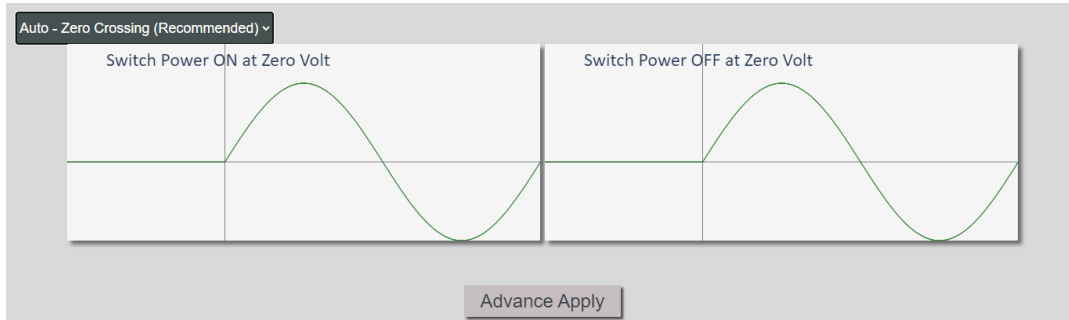 Auto - Zero Crossing (Recommended)
Switch Power ON at Zero Volt
Switch Power OFF at Zero Volt
Advance Apply